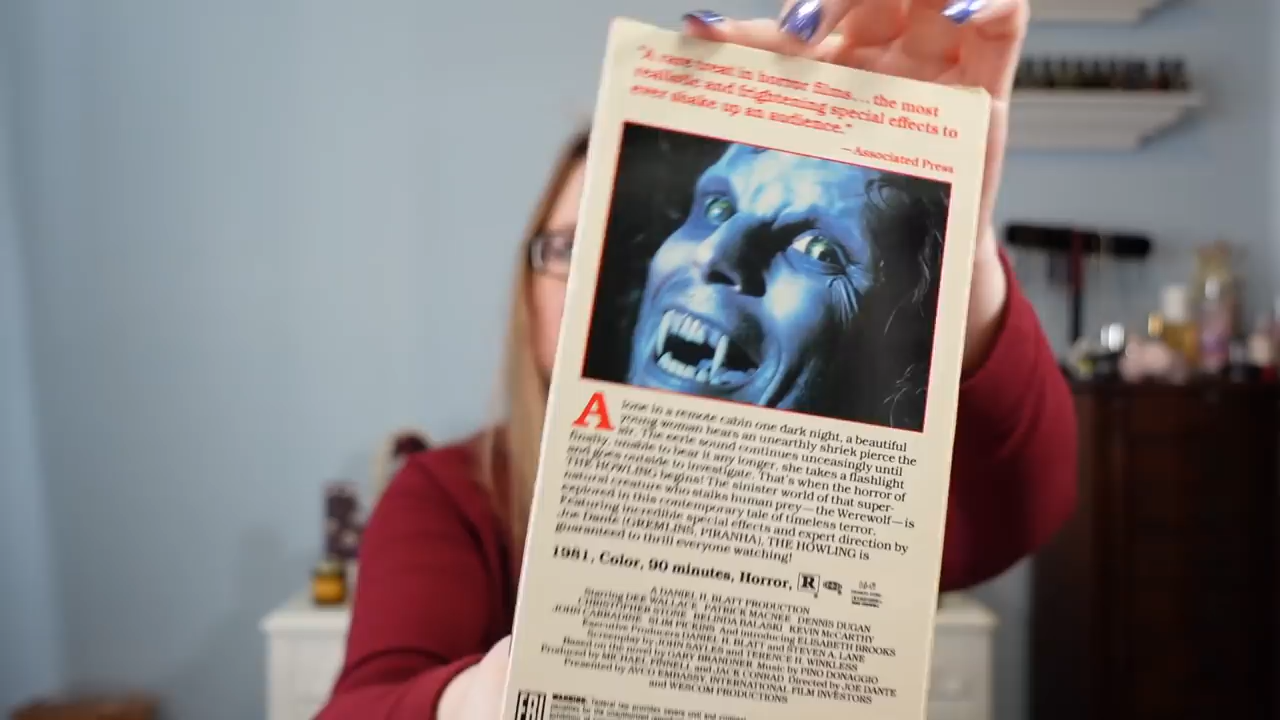 "A rare treat in horror films... the most
realistic and frightening special effects to
ever shake up an audience."
—Associated Press
Alone in a remote cabin one dark night, a beautiful
young woman hears an unearthly shriek pierce the
air. The eerie sound continues unceasingly until
finally, unable to bear it any longer, she takes a flashlight
and goes outside to investigate. That's when the horror of
THE HOWLING begins! The sinister world of that super-
natural creature who stalks human prey—the Werewolf—is
explored in this contemporary tale of timeless terror.
Featuring incredible special effects and expert direction by
Joe Dante (GREMLINS, PIRANHA), THE HOWLING is
guaranteed to thrill everyone watching!
1981, Color, 90 minutes, Horror, R
A DANIEL H. BLATT PRODUCTION
Starring DEE WALLACE PATRICK MACNEE DENNIS DUGAN
CHRISTOPHER STONE BELINDA BALASKI KEVIN McCARTHY
JOHN CARRADINE SLIM PICKENS And introducing ELISABETH BROOKS
Executive Producers DANIEL H. BLATT and STEVEN A. LANE
Screenplay by JOHN SAYLES and TERENCE H. WINKLESS
Based on the novel by GARY BRANDNER Music by PINO DONAGGIO
Produced by MICHAEL FINNELL and JACK CONRAD Directed by JOE DANTE
Presented by AVCO EMBASSY, INTERNATIONAL FILM INVESTORS
and WESCOM PRODUCTIONS
FBI WARNING: Federal law provides severe civil and